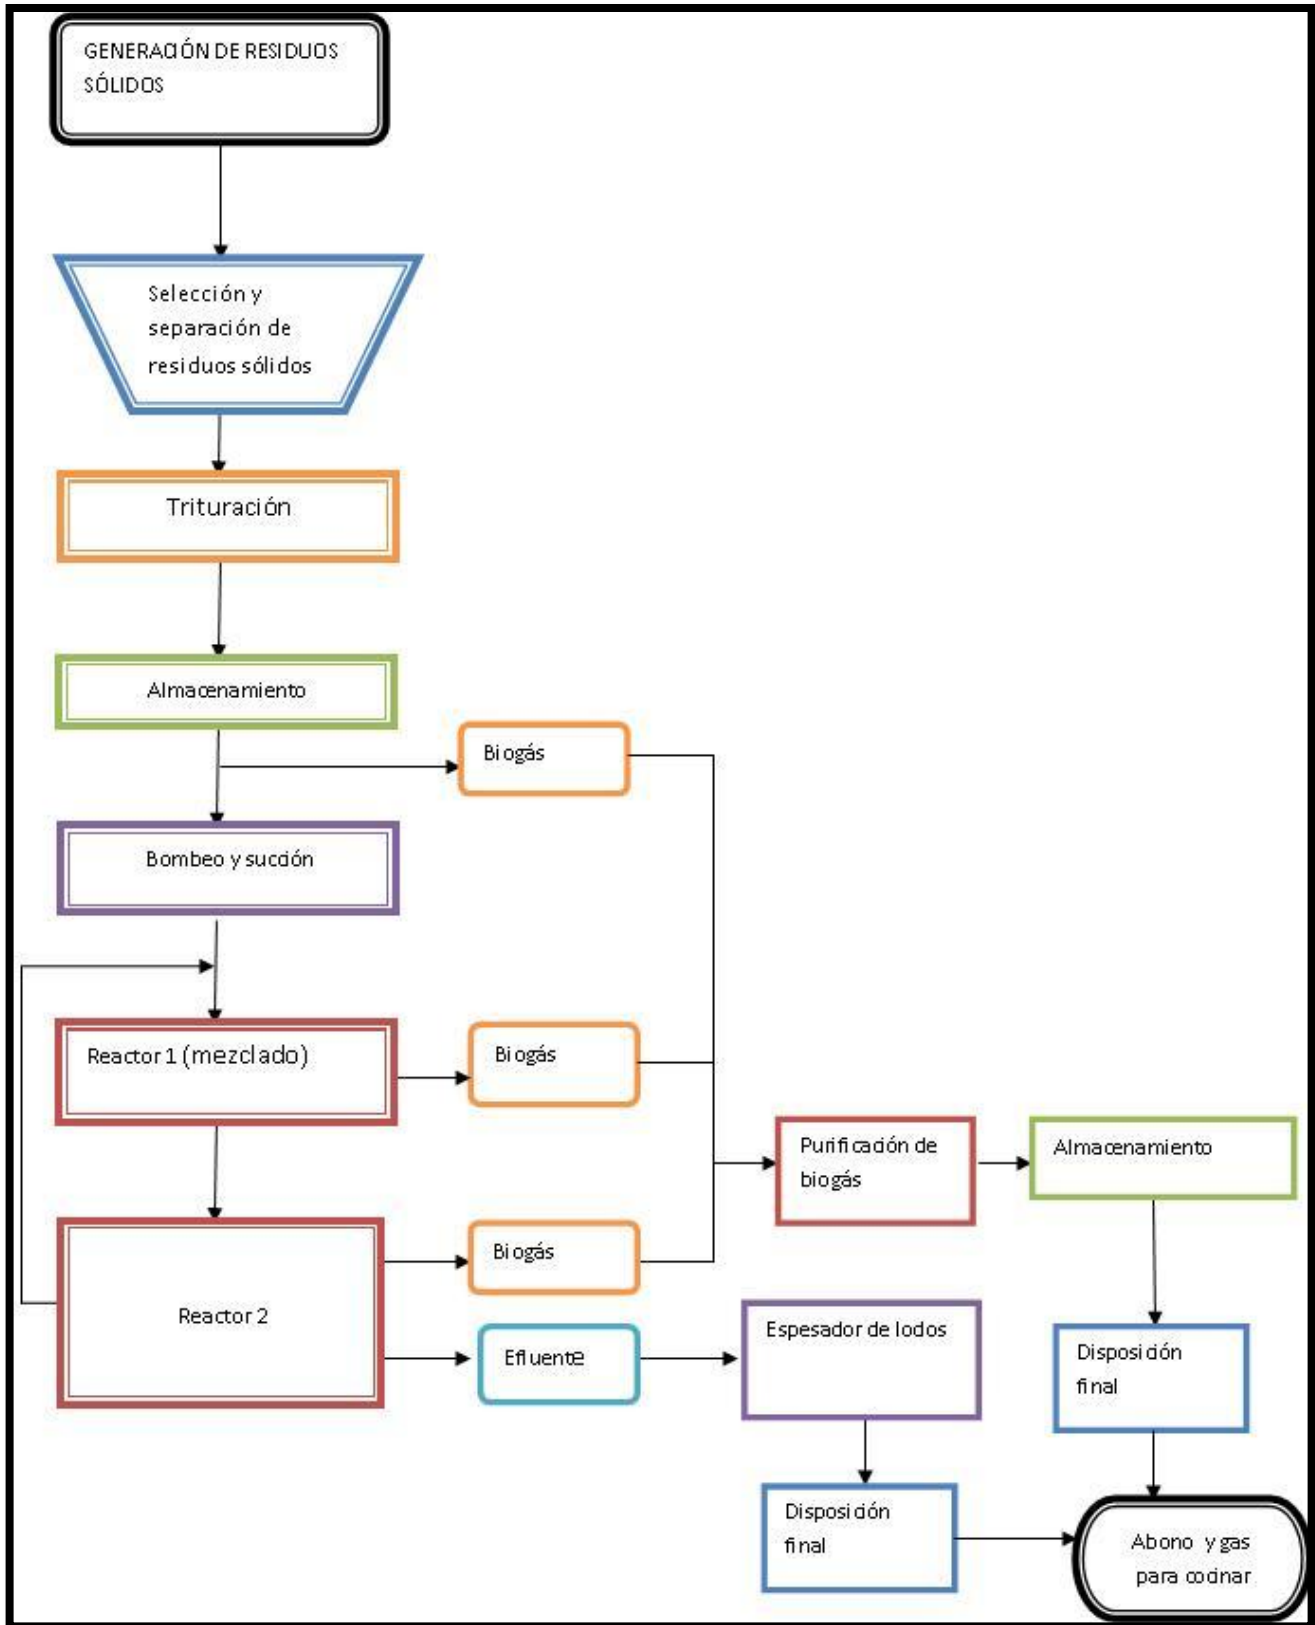 GENERACIÓN DE RESIDUOS
SÓLIDOS
Selección y
separación de
residuos sólidos
Trituración
Almacenamiento
Biogás
Bombeo y succión
Reactor 1 (mezclado)
Biogás
Purificación de
biogás
Almacenamiento
Biogás
Reactor 2
Efluente
Espesador de lodos
Disposición
final
Disposición
final
Abono y gas
para cocinar